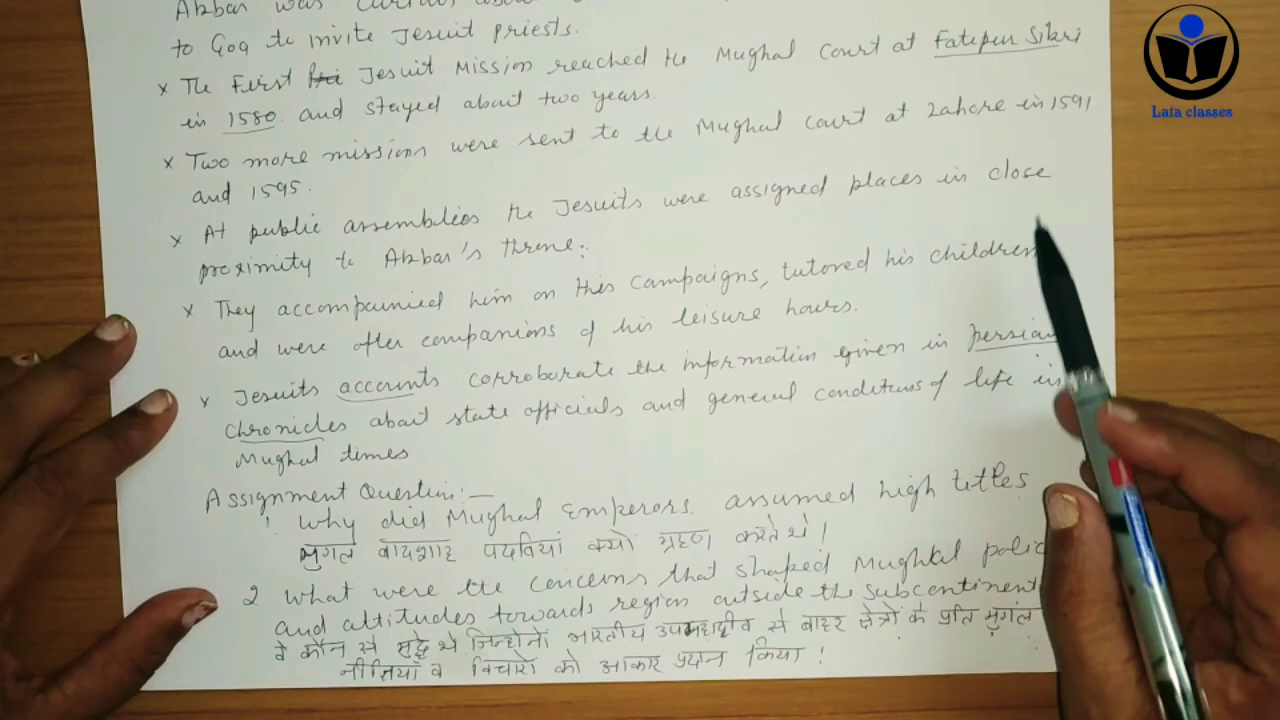 Akbar was curious about
to Goa to invite Jesuit priests.
x The First Jesuit Mission reached the Mughal Court at Fatepur Sikri
in 1580. and stayed about two years.
x Two more missions were sent to the Mughal Court at Lahore in 1591
and 1595.
x At public assemblies the Jesuits were assigned places in close
proximity to Akbar's throne.
x They accompanied him on this campaigns, tutored his children
and were often companions of his leisure hours.
x Jesuits accounts corroborate the information given in persian
chronicles about state officials and general conditions of life in
Mughal times
Assignment Question:-
1 Why did Mughal Emperors. assumed high titles
मुगल बादशाह पदवियां क्यों ग्रहण करते थे।
2 What were the concerns that shaped Mughal polic
and attitudes towards region outside the subcontinent
वे कौन से मुद्दे थे जिन्होनें भारतीय उपमहाद्वीव से बाहर क्षेत्रों के प्रति मुगल
नीतियों व विचारों को आकार प्रदान किया!
Lata classes